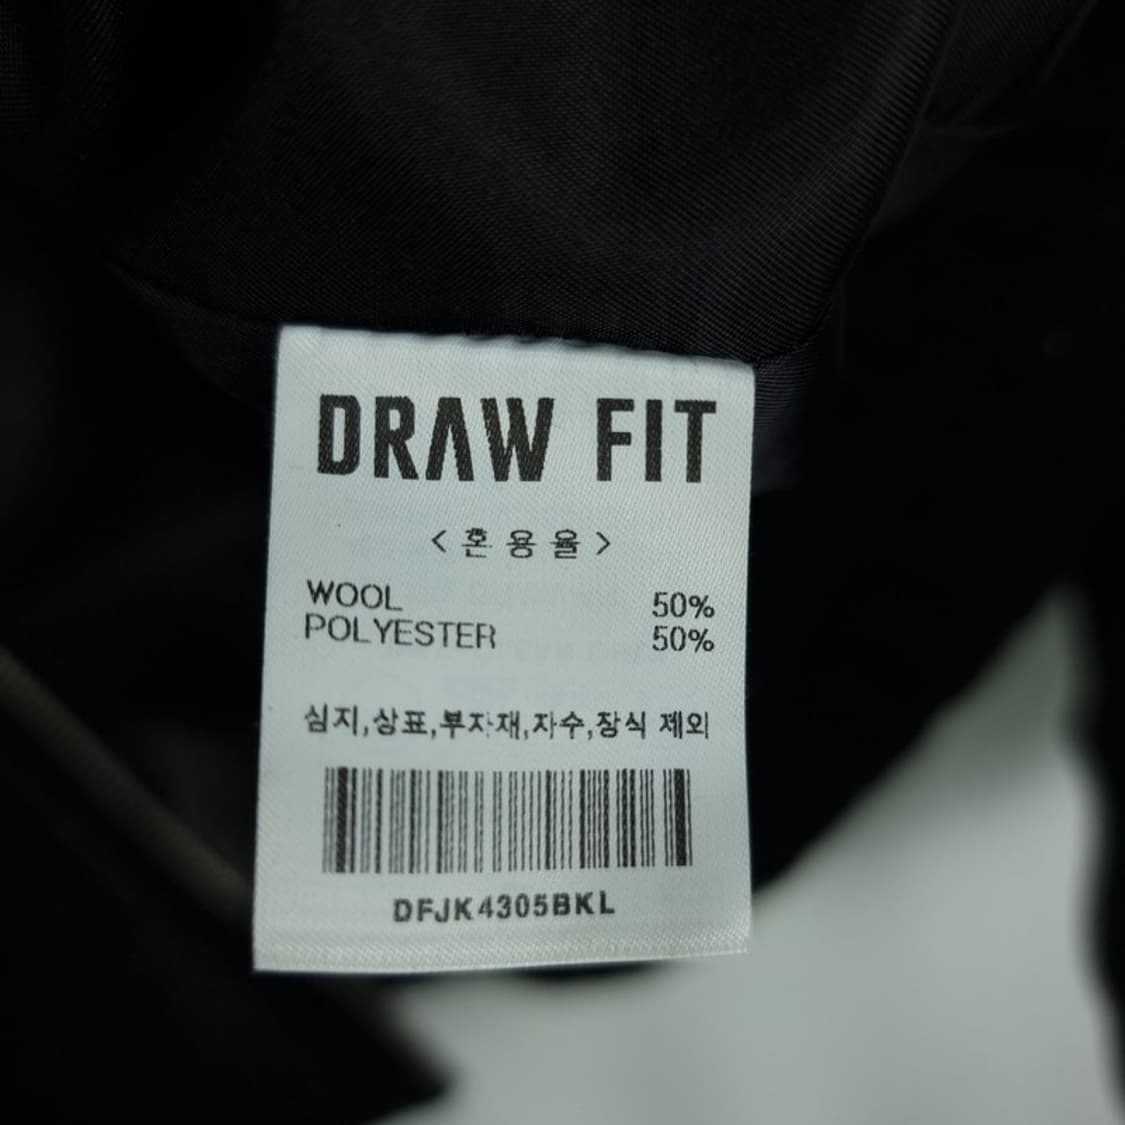 DRAW FIT
<혼용율>
WOOL 50%
POLYESTER 50%
심지,상표,부자재,자수,장식 제외
DFJK4305BKL